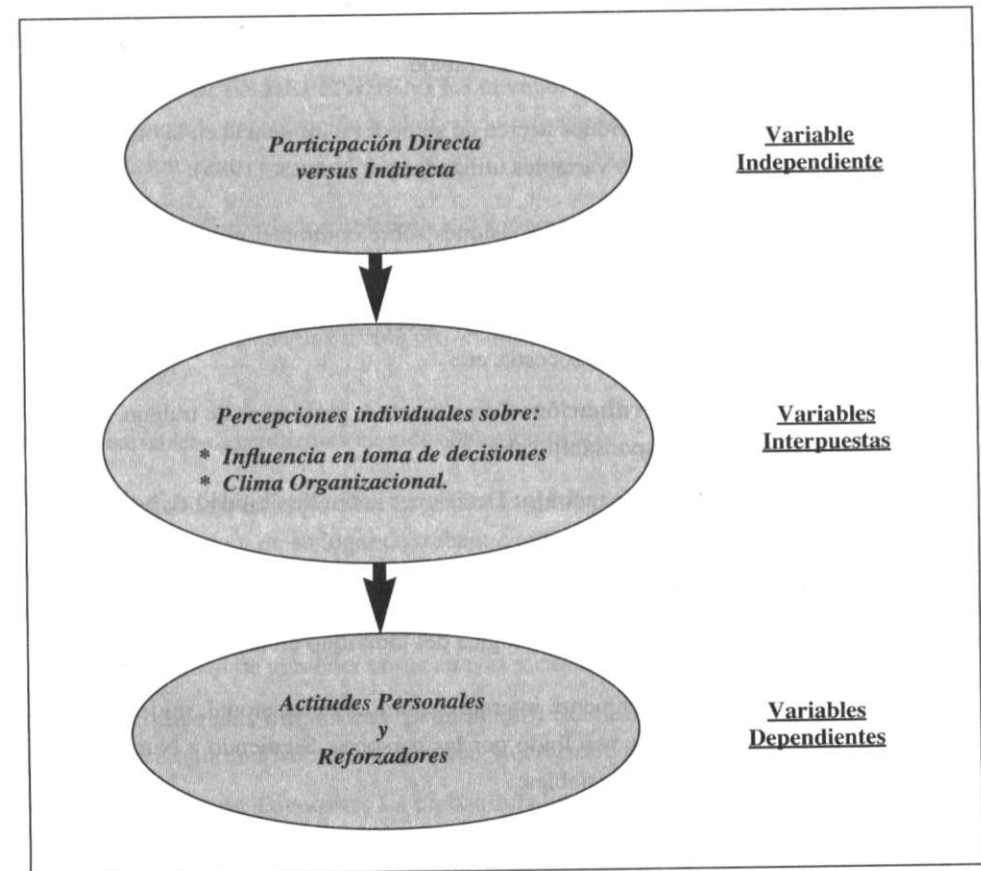 Participación Directa
versus Indirecta
Variable
Independiente
Percepciones individuales sobre:
* Influencia en toma de decisiones
* Clima Organizacional.
Variables
Interpuestas
Actitudes Personales
y
Reforzadores
Variables
Dependientes